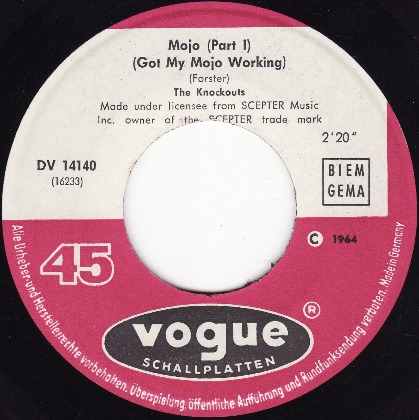 Mojo (Part I)
(Got My Mojo Working)
(Forster)
The Knockouts
Made under licensee from SCEPTER Music
Inc. owner of the SCEPTER trade mark
2'20"
DV 14140
(16233)
BIEM
GEMA
45
C 1964
vogue ®
SCHALLPLATTEN
Alle Urheber- und Herstellerrechte vorbehalten. Überspielung, öffentliche Aufführung und Rundfunksendung verboten. Made in Germany